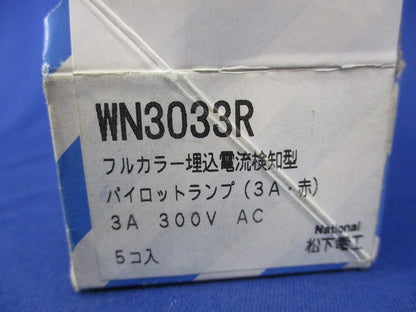 WN3033R
フルカラー埋込電流検知型
パイロットランプ(3A・赤)
3A 300V AC
National
5コ入
松下電工